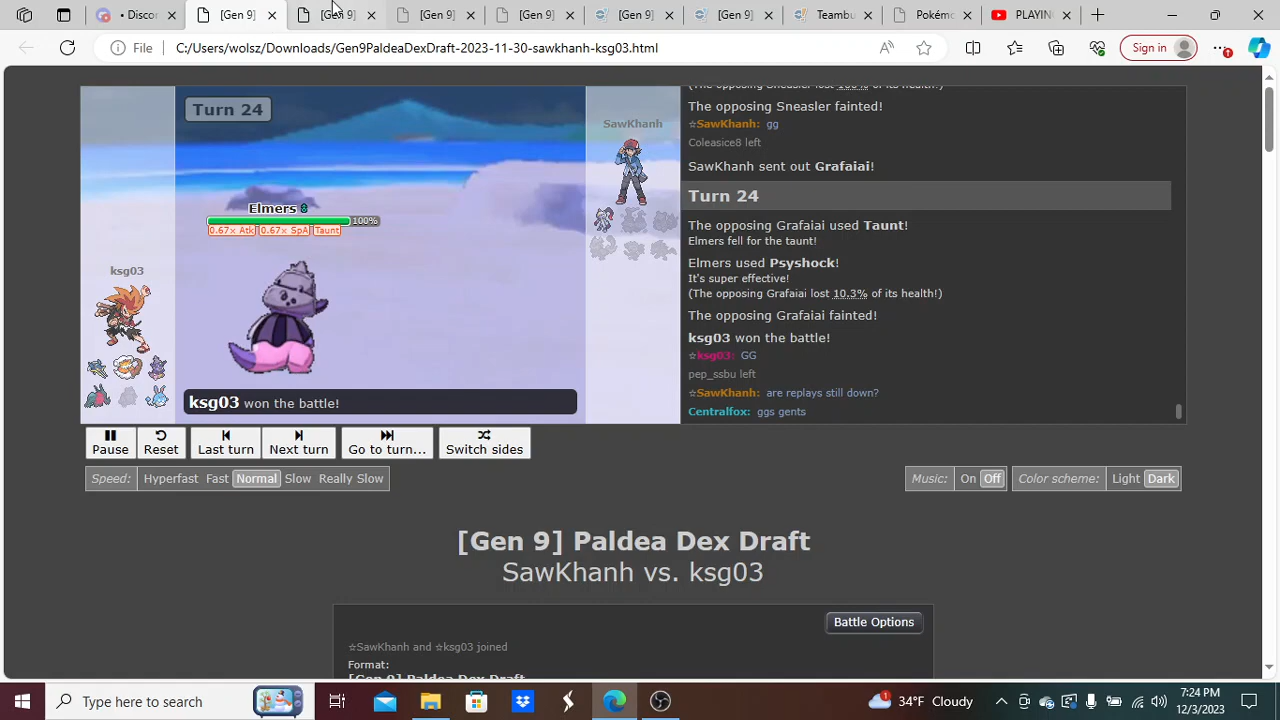 Discor
[Gen 9]
[Gen 9]
[Gen 9]
[Gen 9]
[Gen 9]
[Gen 9]
Teambu
Pokémo
PLAYING
File
C:/Users/wolsz/Downloads/Gen9PaldeaDexDraft-2023-11-30-sawkhanh-ksg03.html
Sign in
Turn 24
SawKhanh
Elmers
100%
0.67× Atk
0.67× SpA
Taunt
ksg03
ksg03 won the battle!
The opposing Sneasler fainted!
☆SawKhanh: gg
Coleasice8 left
SawKhanh sent out Grafaiai!
Turn 24
The opposing Grafaiai used Taunt!
Elmers fell for the taunt!
Elmers used Psyshock!
It's super effective!
(The opposing Grafaiai lost 10.3% of its health!)
The opposing Grafaiai fainted!
ksg03 won the battle!
☆ksg03: GG
pep_ssbu left
☆SawKhanh: are replays still down?
Centralfox: ggs gents
Pause
Reset
Last turn
Next turn
Go to turn...
Switch sides
Speed: Hyperfast Fast Normal Slow Really Slow
Music: On Off
Color scheme: Light Dark
[Gen 9] Paldea Dex Draft
SawKhanh vs. ksg03
Battle Options
☆SawKhanh and ☆ksg03 joined
Format:
[Gen 9] Paldea Dex Draft
Type here to search
1
34°F Cloudy
7:24 PM
12/3/2023